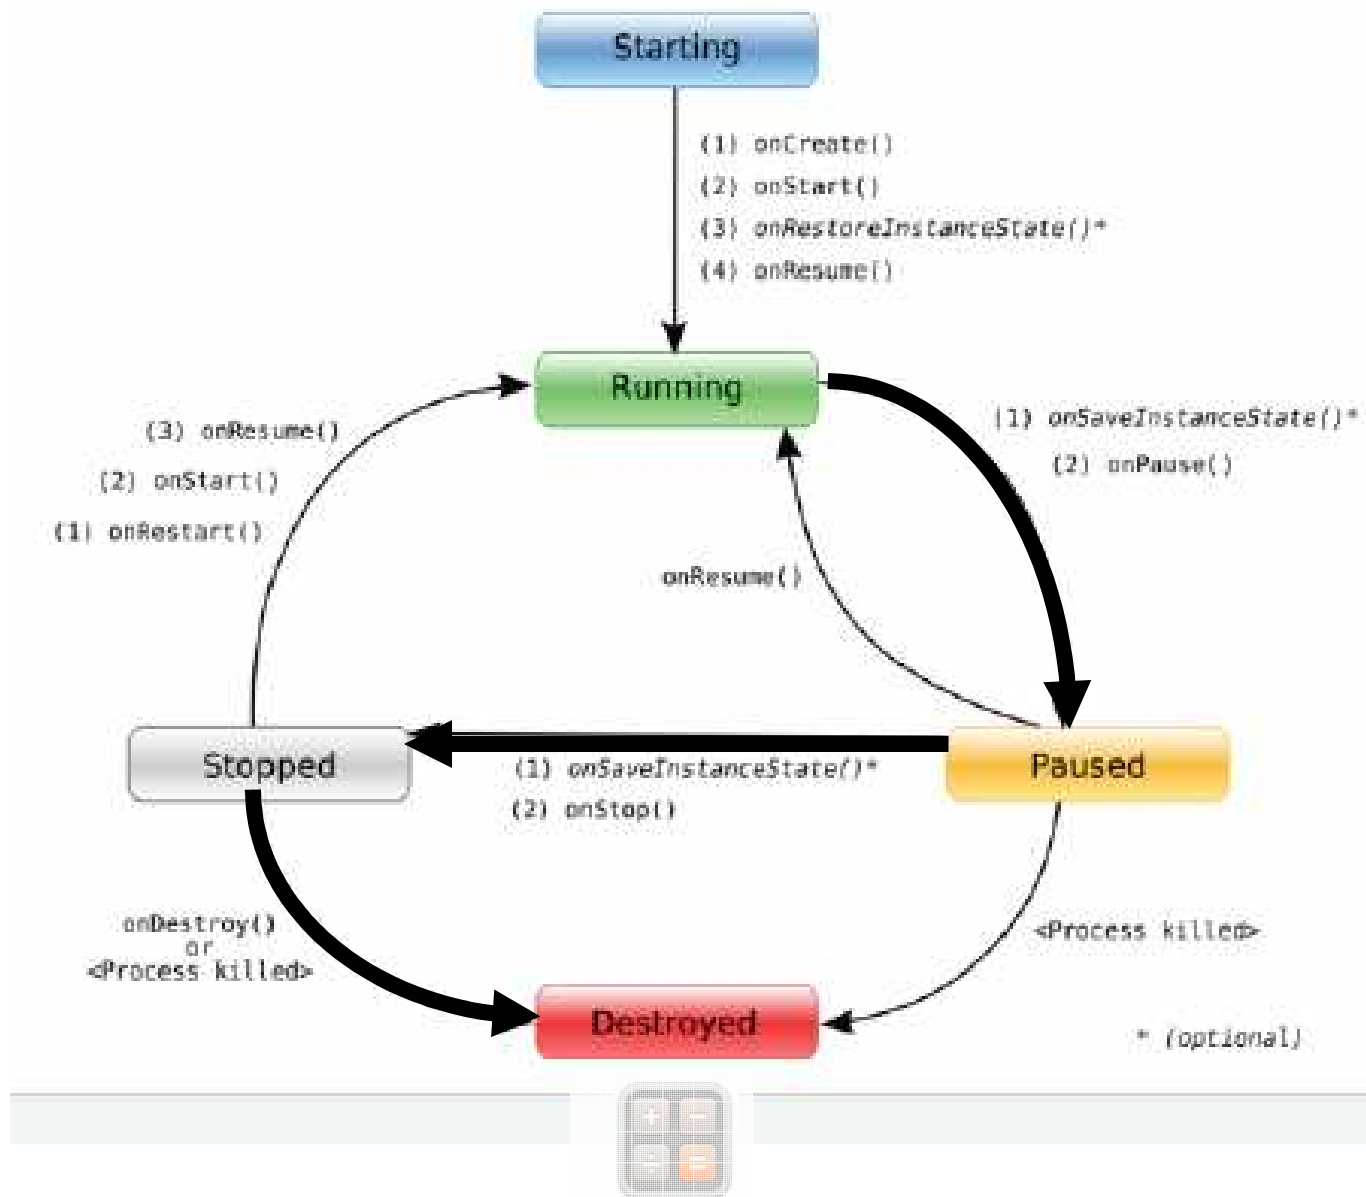 Starting
(1) onCreate()
(2) onStart()
(3) onRestoreInstanceState()*
(4) onResume()
Running
(1) onSaveInstanceState()*
(2) onPause()
(3) onResume()
(2) onStart()
(1) onRestart()
onResume()
Stopped
Paused
(1) onSaveInstanceState()*
(2) onStop()
onDestroy()
or
<Process killed>
<Process killed>
Destroyed
* (optional)